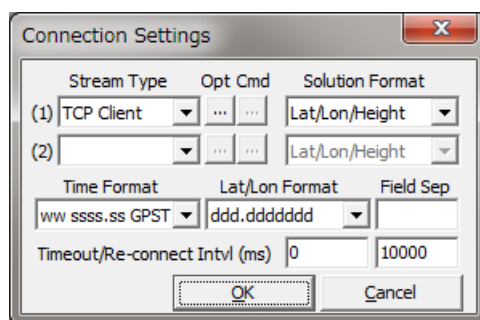 Connection Settings
Stream Type Opt Cmd Solution Format
(1) TCP Client ... ... Lat/Lon/Height
(2) ... ... Lat/Lon/Height
Time Format Lat/Lon Format Field Sep
ww ssss.ss GPST ddd.ddddddd
Timeout/Re-connect Intvl (ms) 0 10000
OK Cancel